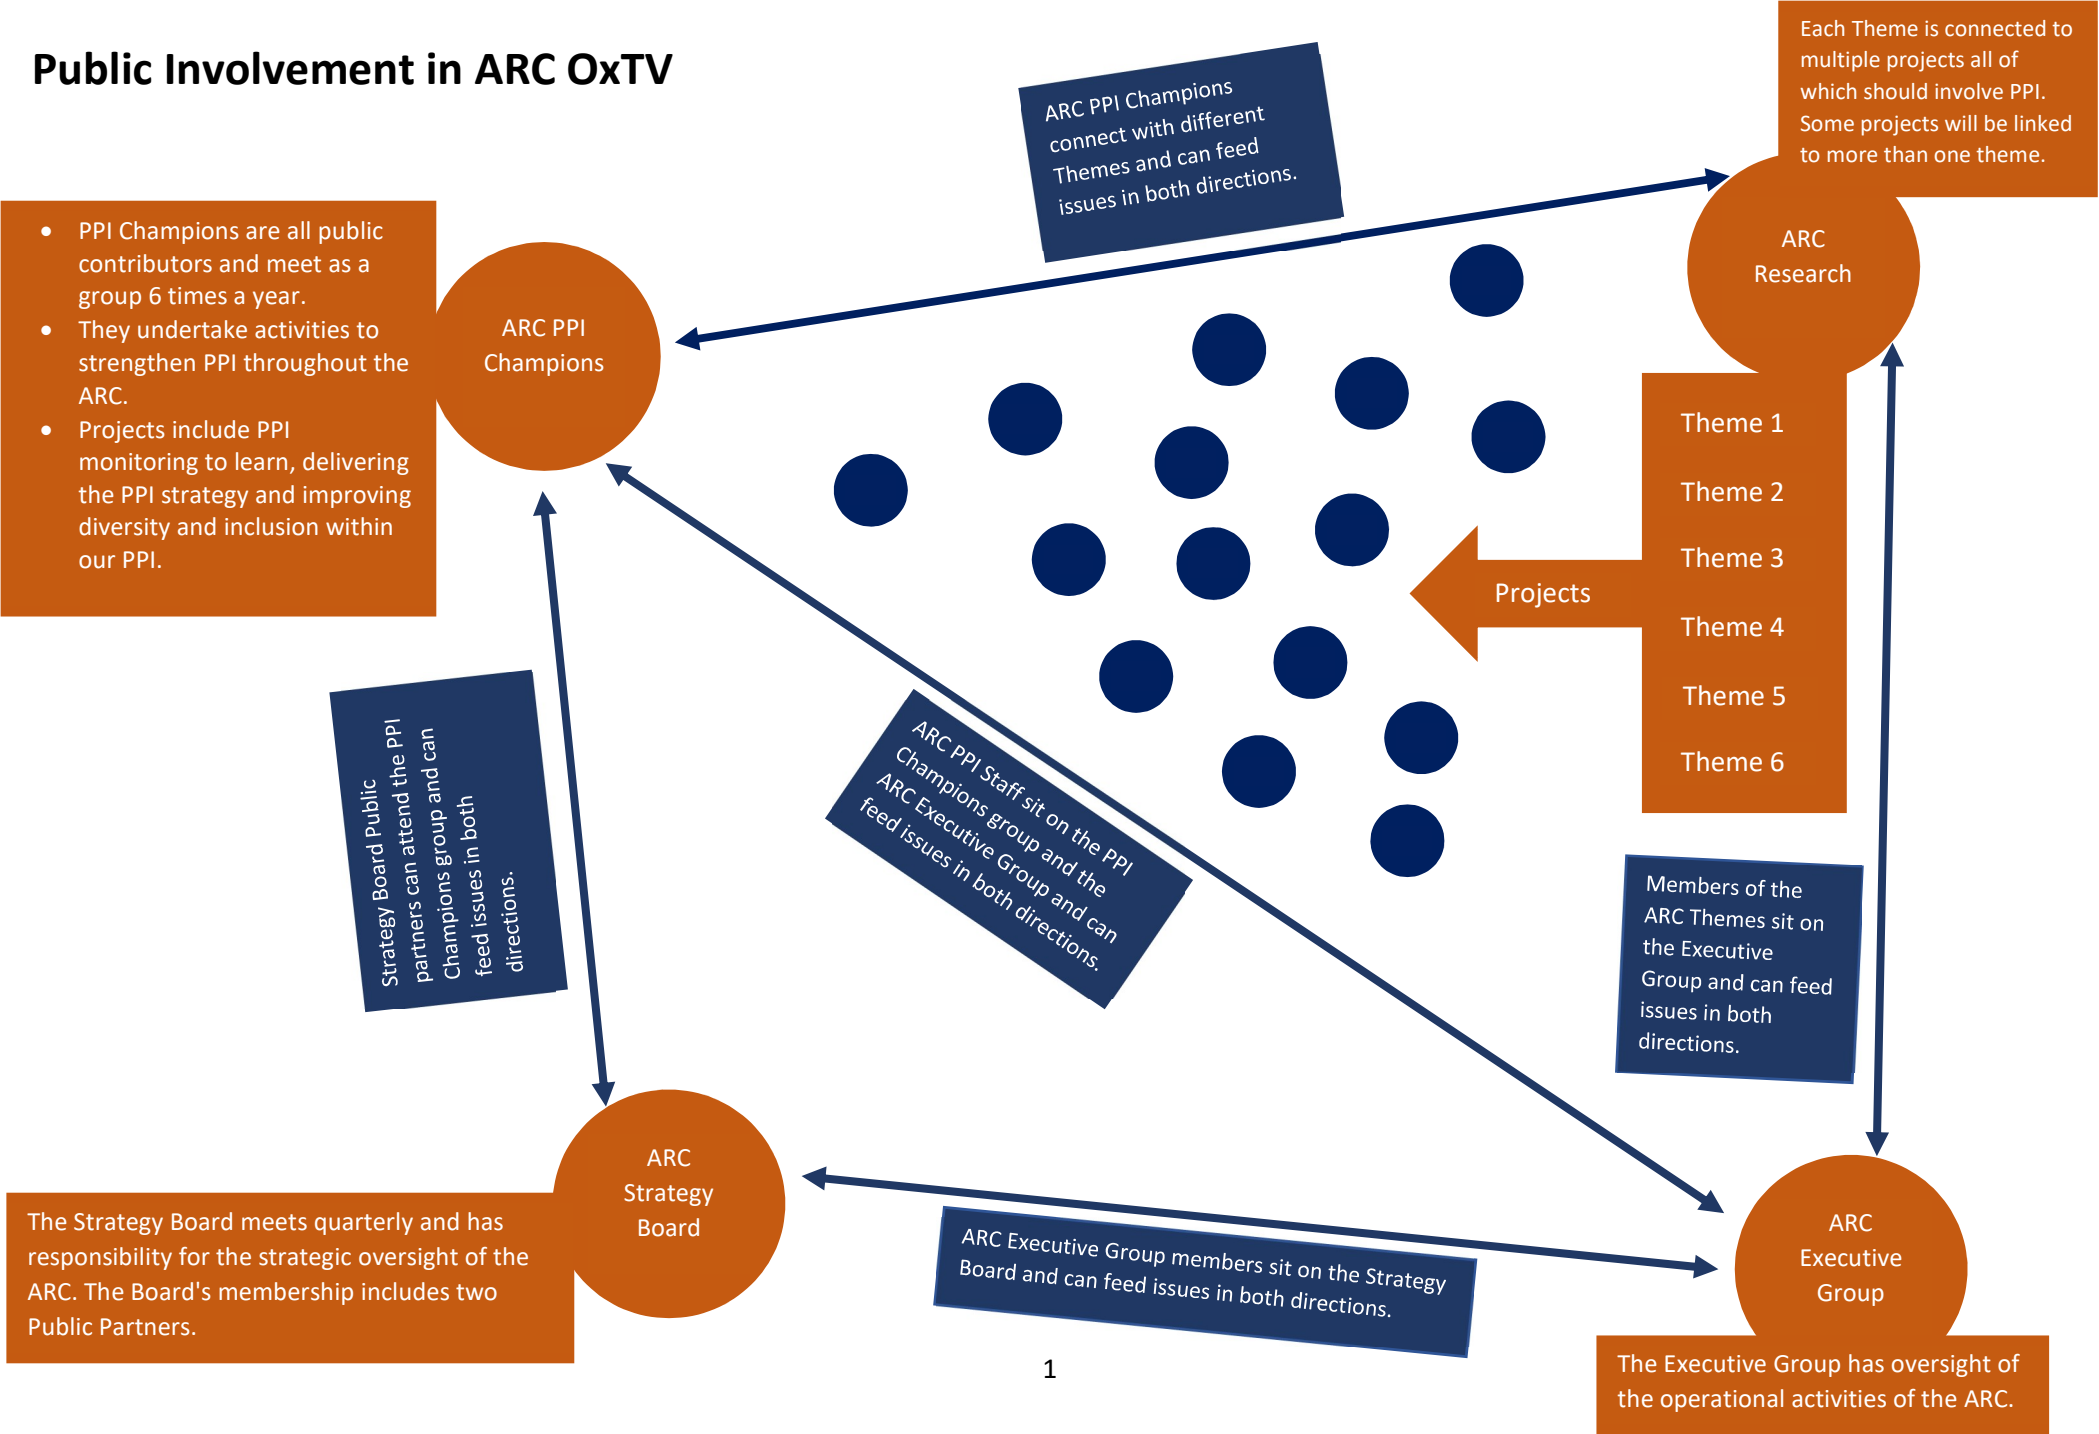 Public Involvement in ARC OxTV
Each Theme is connected to
multiple projects all of
which should involve PPI.
Some projects will be linked
to more than one theme.
ARC PPI Champions
connect with different
Themes and can feed
issues in both directions.
• PPI Champions are all public
contributors and meet as a
group 6 times a year.
• They undertake activities to
strengthen PPI throughout the
ARC.
• Projects include PPI
monitoring to learn, delivering
the PPI strategy and improving
diversity and inclusion within
our PPI.
ARC PPI
Champions
ARC
Research
Theme 1
Theme 2
Theme 3
Theme 4
Theme 5
Theme 6
Projects
Strategy Board Public
partners can attend the PPI
Champions group and can
feed issues in both
directions.
ARC PPI Staff sit on the PPI
Champions group and the
ARC Executive Group and can
feed issues in both directions.
Members of the
ARC Themes sit on
the Executive
Group and can feed
issues in both
directions.
ARC
Strategy
Board
The Strategy Board meets quarterly and has
responsibility for the strategic oversight of the
ARC. The Board's membership includes two
Public Partners.
ARC Executive Group members sit on the Strategy
Board and can feed issues in both directions.
ARC
Executive
Group
The Executive Group has oversight of
the operational activities of the ARC.
1